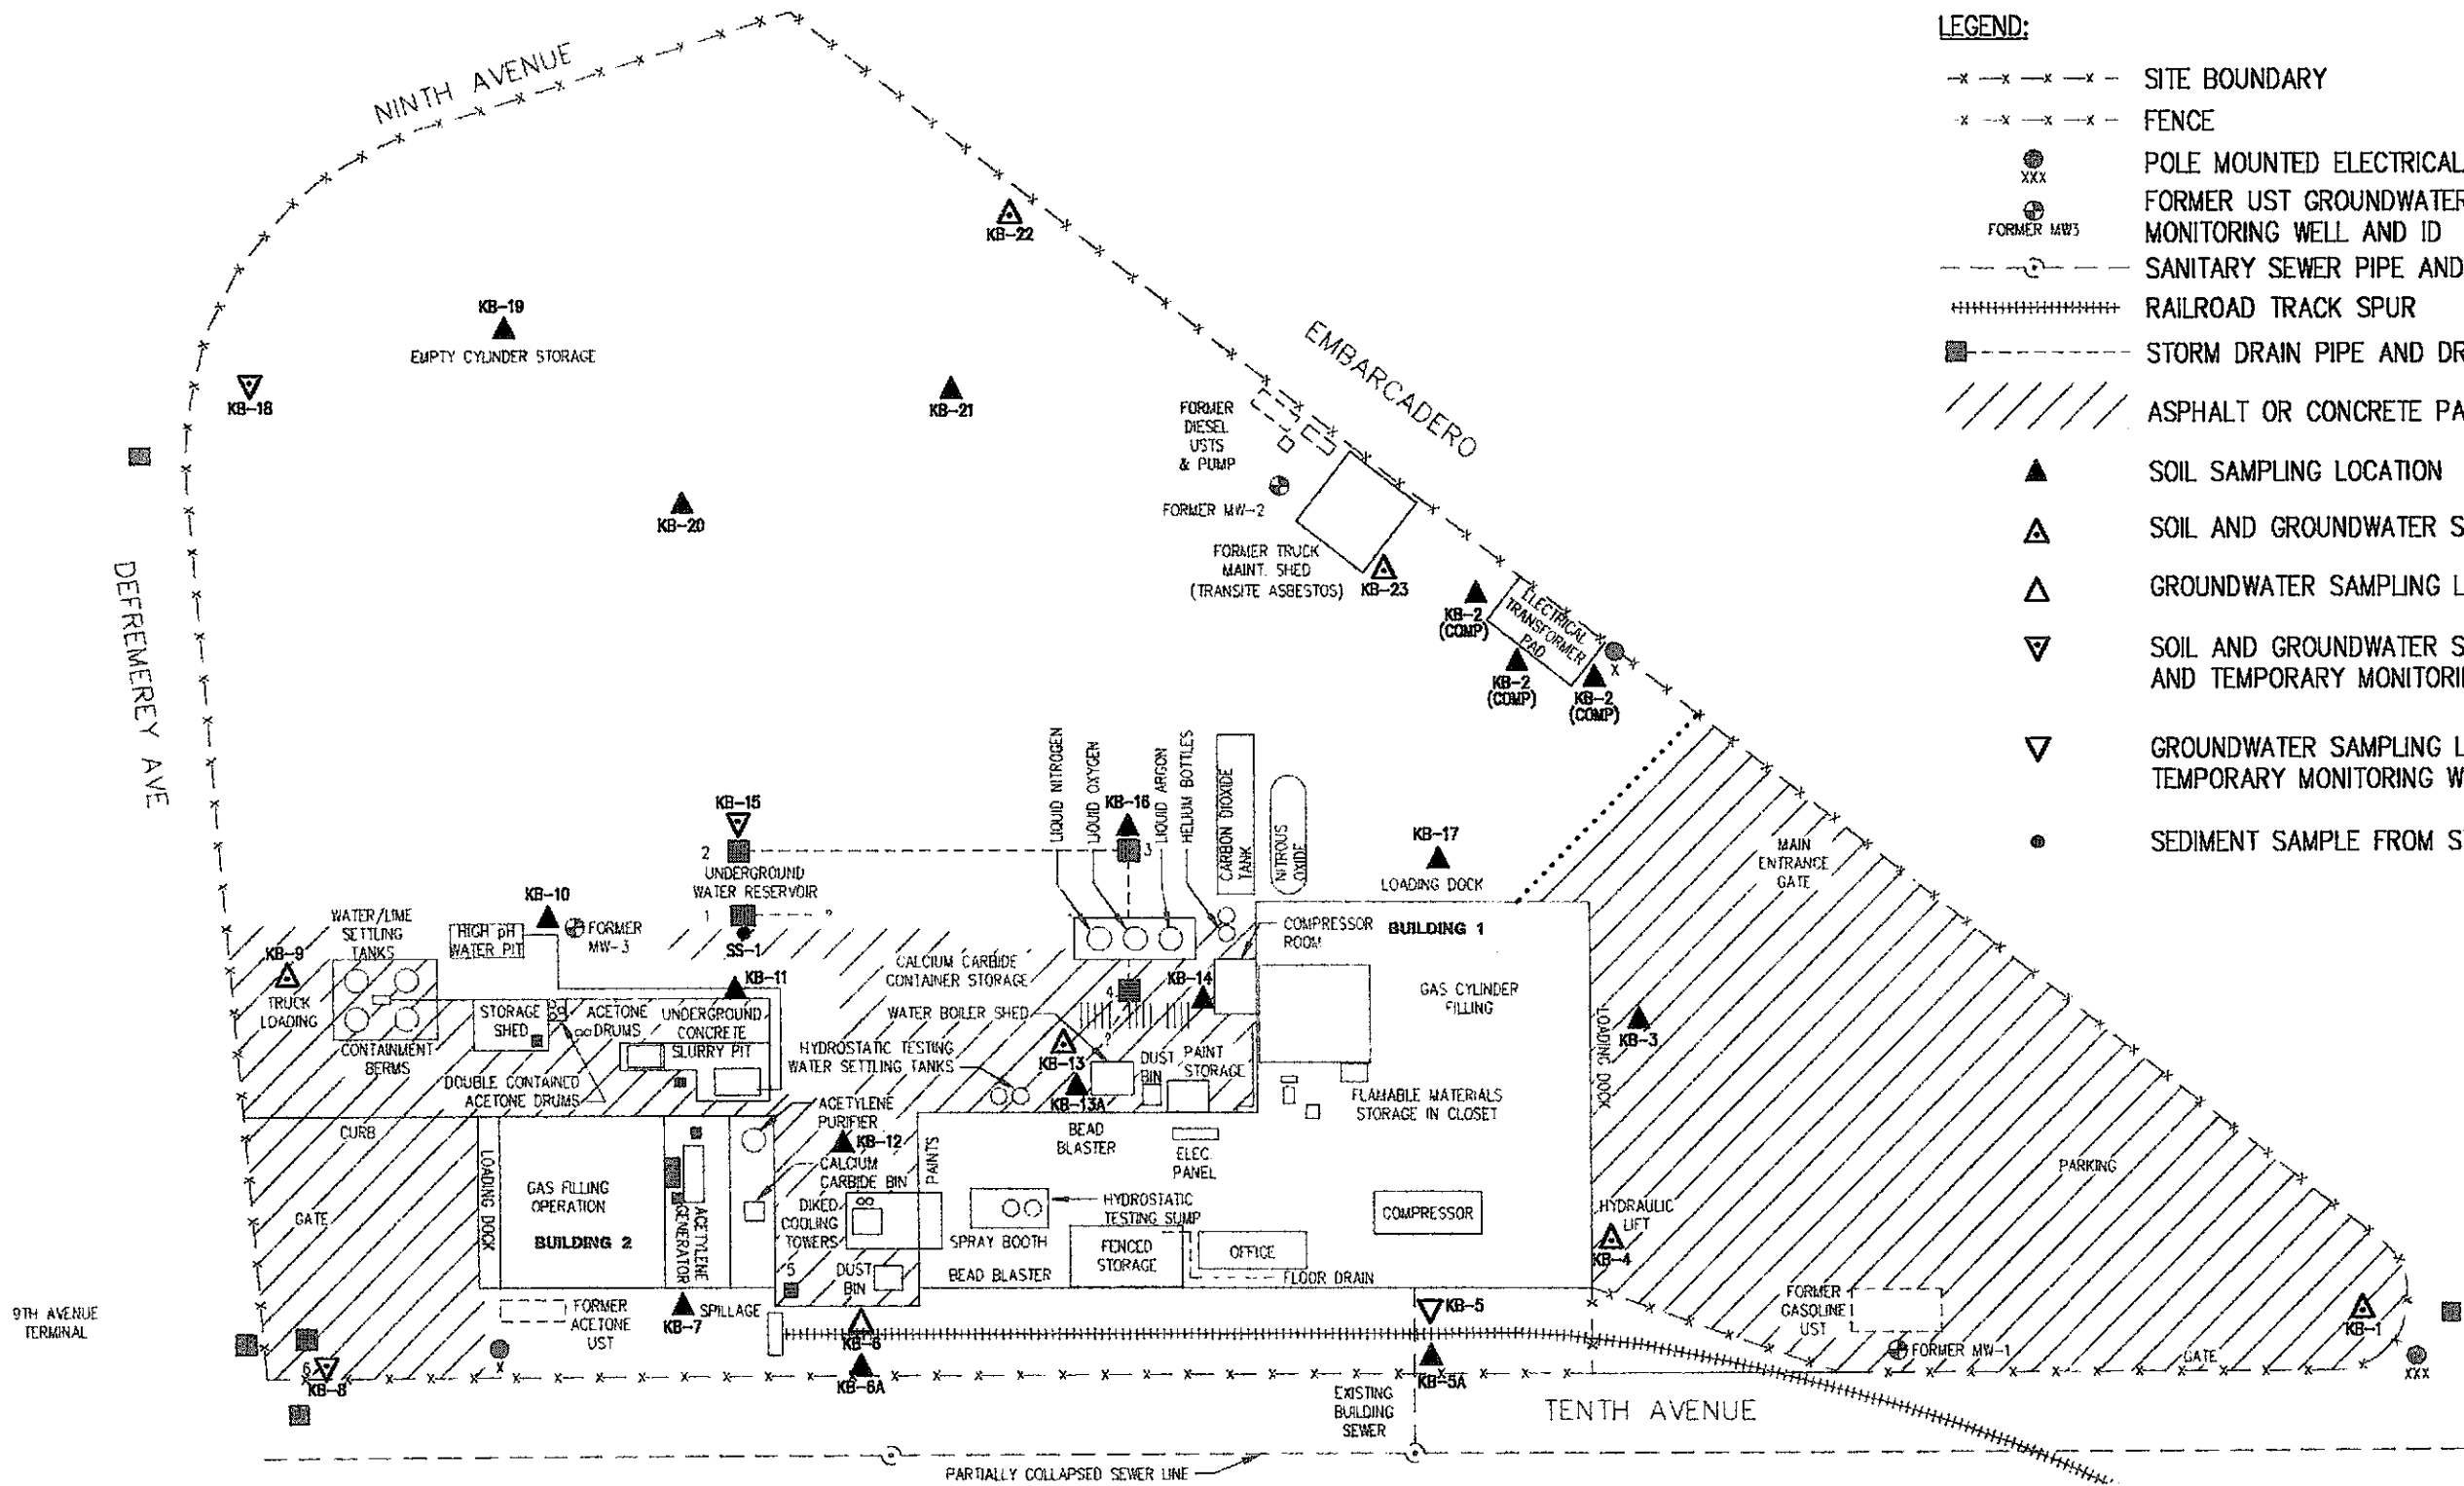 NINTH AVENUE
KB-22
KB-19
EMPTY CYLINDER STORAGE
KB-18
KB-21
KB-20
EMBARCADERO
FORMER
DIESEL
USTS
& PUMP
FORMER MW-2
FORMER TRUCK
MAINT. SHED
(TRANSITE ASBESTOS)
KB-23
KB-2
(COMP)
ELECTRICAL
TRANSFORMER
PAD
KB-2
(COMP)
KB-2
(COMP)
X
DEFREMEREY AVE
LEGEND:
SITE BOUNDARY
FENCE
POLE MOUNTED ELECTRICAL
XXX
FORMER UST GROUNDWATER
FORMER MW3
MONITORING WELL AND ID
SANITARY SEWER PIPE AND
RAILROAD TRACK SPUR
STORM DRAIN PIPE AND DR
ASPHALT OR CONCRETE PA
SOIL SAMPLING LOCATION
SOIL AND GROUNDWATER S
GROUNDWATER SAMPLING L
SOIL AND GROUNDWATER S
AND TEMPORARY MONITORI
GROUNDWATER SAMPLING L
TEMPORARY MONITORING W
SEDIMENT SAMPLE FROM S
KB-15
2
UNDERGROUND
WATER RESERVOIR
1
?
SS-1
LIQUID NITROGEN
LIQUID OXYGEN
KB-16
3
LIQUID ARGON
HELIUM BOTTLES
CARBON DIOXIDE
TANK
NITROUS
OXIDE
KB-17
LOADING DOCK
MAIN
ENTRANCE
GATE
KB-10
FORMER
MW-3
HIGH pH
WATER PIT
WATER/LIME
SETTLING
TANKS
KB-9
TRUCK
LOADING
CONTAINMENT
BERMS
STORAGE
SHED
ACETONE
DRUMS
DOUBLE CONTAINED
ACETONE DRUMS
KB-11
UNDERGROUND
CONCRETE
SLURRY PIT
CALCIUM CARBIDE
CONTAINER STORAGE
WATER BOILER SHED
HYDROSTATIC TESTING
WATER SETTLING TANKS
4
?
KB-13
KB-13A
KB-14
DUST
BIN
PAINT
STORAGE
COMPRESSOR
ROOM
BUILDING 1
GAS CYLINDER
FILLING
FLAMABLE MATERIALS
STORAGE IN CLOSET
LOADING DOCK
KB-3
PARKING
CURB
GATE
LOADING DOCK
GAS FILLING
OPERATION
BUILDING 2
ACETYLENE
GENERATOR
ACETYLENE
PURIFIER
KB-12
CALCIUM
CARBIDE BIN
DIKED
COOLING
TOWERS
5
DUST
BIN
PAINTS
BEAD
BLASTER
ELEC.
PANEL
HYDROSTATIC
TESTING SUMP
SPRAY BOOTH
BEAD BLASTER
FENCED
STORAGE
OFFICE
FLOOR DRAIN
COMPRESSOR
HYDRAULIC
LIFT
KB-4
9TH AVENUE
TERMINAL
6
KB-8
X
FORMER
ACETONE
UST
KB-7
SPILLAGE
KB-6
KB-6A
KB-5
KB-5A
FORMER
GASOLINE
UST
FORMER MW-1
GATE
KB-1
XXX
EXISTING
BUILDING
SEWER
TENTH AVENUE
PARTIALLY COLLAPSED SEWER LINE